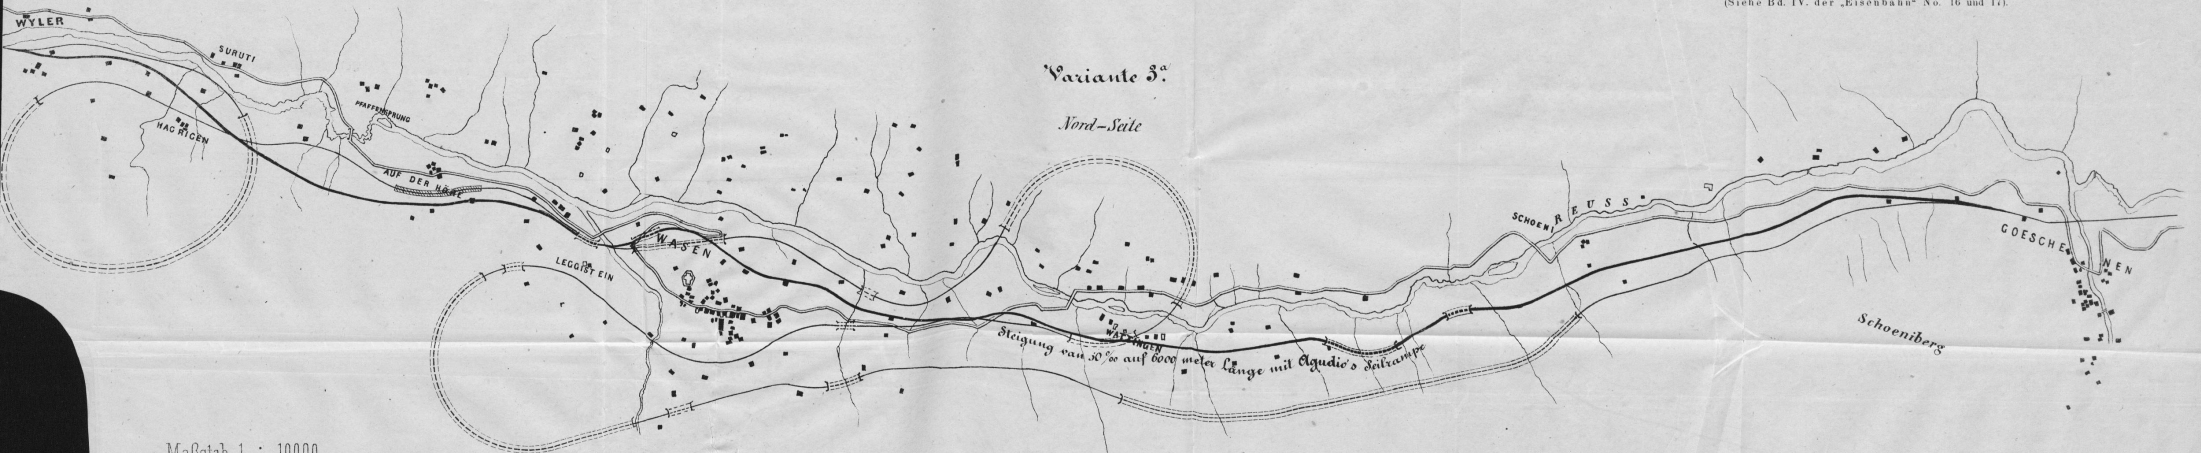 (Siehe Bd. IV. der „Eisenbahn“ No. 16 und 17).
WYLER
SURUTI
Variante 3ª.
PFAFFENSPRUNG
HAGRIGEN
Nord-Seite
AUF DER HÖHE
SCHOENI
REUSS
GOESCHENEN
WASEN
LEGGISTEIN
WATTINGEN
Schoeniberg
Steigung von 50 ‰ auf 6000 meter Länge mit Agudio's Seilrampe
Maßstab 1 : 10000